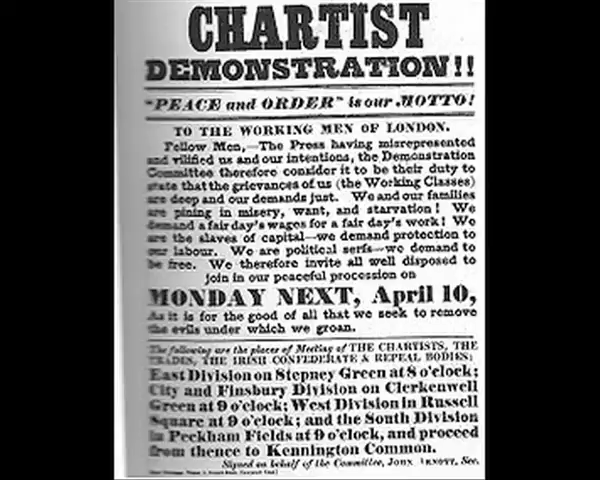 CHARTIST
DEMONSTRATION!!
"PEACE and ORDER" is our MOTTO!
TO THE WORKING MEN OF LONDON.
Fellow Men,—The Press having misrepresented
and vilified us and our intentions, the Demonstration
Committee therefore consider it to be their duty to
state that the grievances of us (the Working Classes)
are deep and our demands just. We and our families
are pining in misery, want, and starvation! We
demand a fair day's wages for a fair day's work! We
are the slaves of capital—we demand protection to
our labour. We are political serfs—we demand to
be free. We therefore invite all well disposed to
join in our peaceful procession on
MONDAY NEXT, April 10,
As it is for the good of all that we seek to remove
the evils under which we groan.
The following are the places of Meeting of THE CHARTISTS, THE
TRADES, THE IRISH CONFEDERATE & REPEAL BODIES:
East Division on Stepney Green at 8 o'clock;
City and Finsbury Division on Clerkenwell
Green at 9 o'clock; West Division in Russell
Square at 9 o'clock; and the South Division
in Peckham Fields at 9 o'clock, and proceed
from thence to Kennington Common.
Signed on behalf of the Committee, JOHN ARNOTT, Sec.